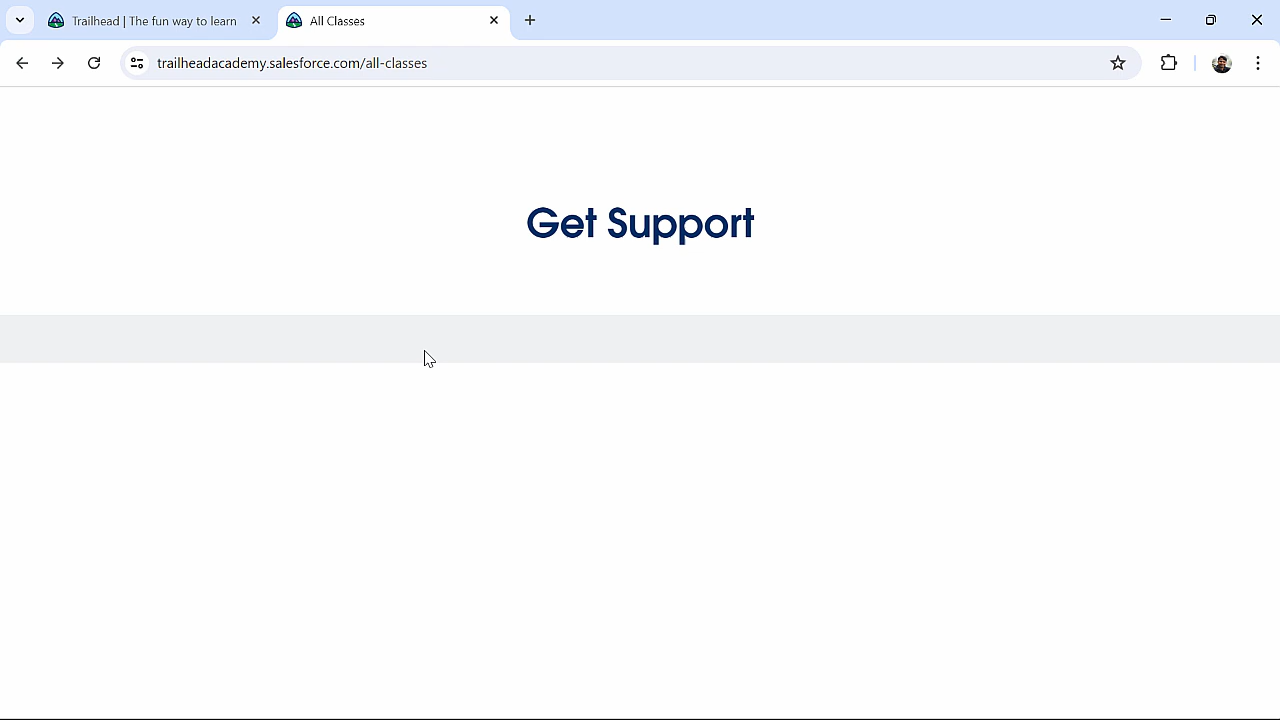 Trailhead | The fun way to learn
All Classes
trailheadacademy.salesforce.com/all-classes
Get Support